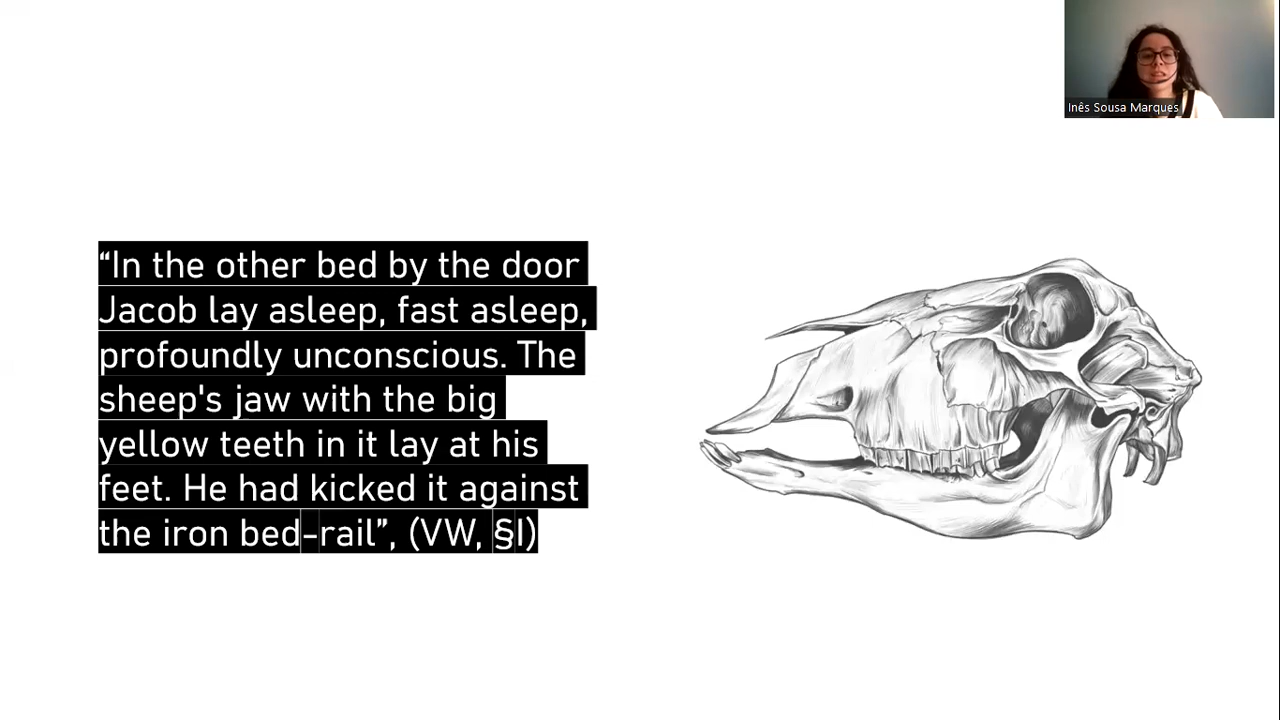 Inês Sousa Marques
“In the other bed by the door
Jacob lay asleep, fast asleep,
profoundly unconscious. The
sheep's jaw with the big
yellow teeth in it lay at his
feet. He had kicked it against
the iron bed-rail”, (VW, §I)